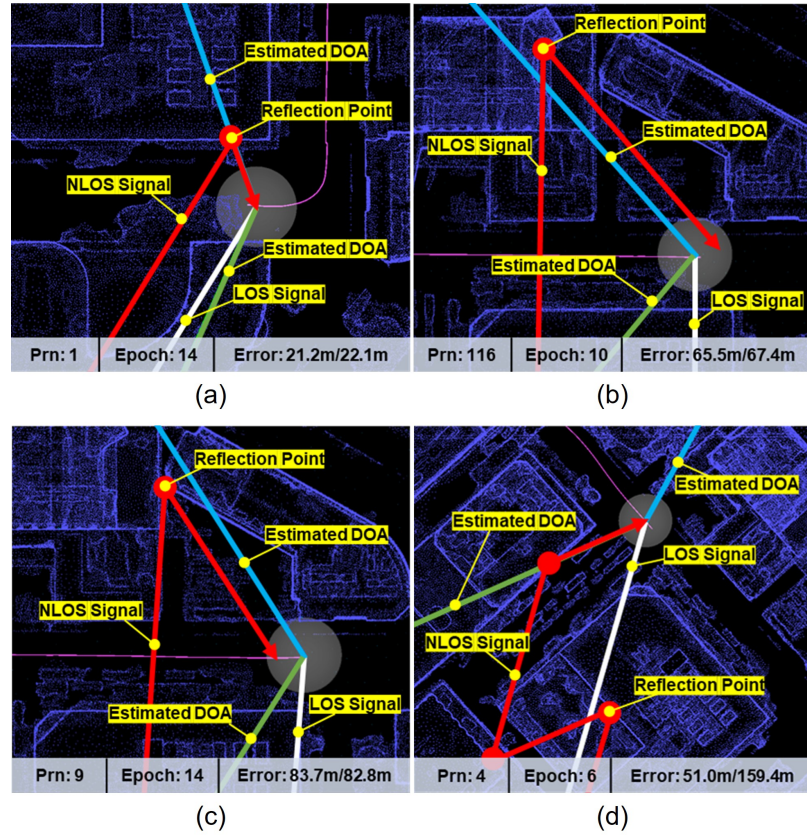 Estimated DOA
Reflection Point
NLOS Signal
Estimated DOA
LOS Signal
Prn: 1 Epoch: 14 Error: 21.2m/22.1m
(a)
Reflection Point
Estimated DOA
NLOS Signal
Estimated DOA
LOS Signal
Prn: 116 Epoch: 10 Error: 65.5m/67.4m
(b)
Reflection Point
Estimated DOA
NLOS Signal
Estimated DOA
LOS Signal
Prn: 9 Epoch: 14 Error: 83.7m/82.8m
(c)
Estimated DOA
Estimated DOA
LOS Signal
NLOS Signal
Reflection Point
Prn: 4 Epoch: 6 Error: 51.0m/159.4m
(d)